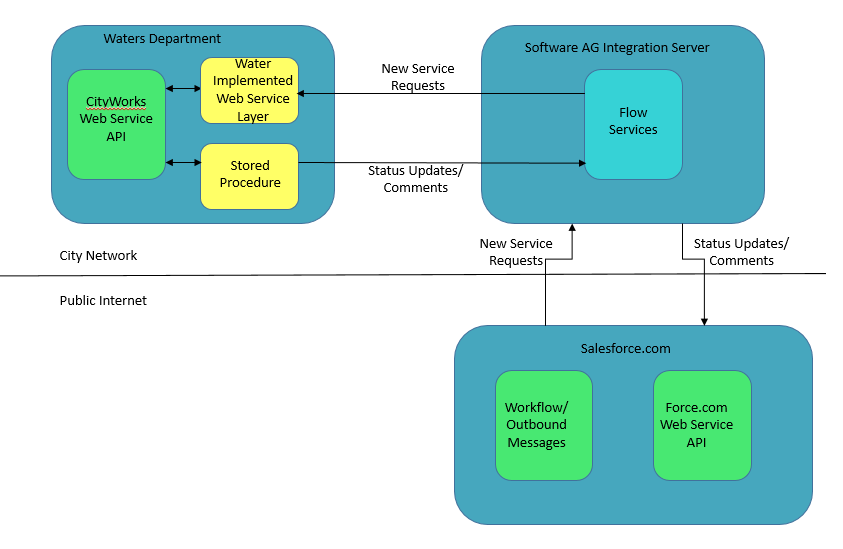 Waters Department
CityWorks
Web Service
API
Water
Implemented
Web Service
Layer
Stored
Procedure
New Service
Requests
Status Updates/
Comments
Software AG Integration Server
Flow
Services
City Network
New Service
Requests
Status Updates/
Comments
Public Internet
Salesforce.com
Workflow/
Outbound
Messages
Force.com
Web Service
API